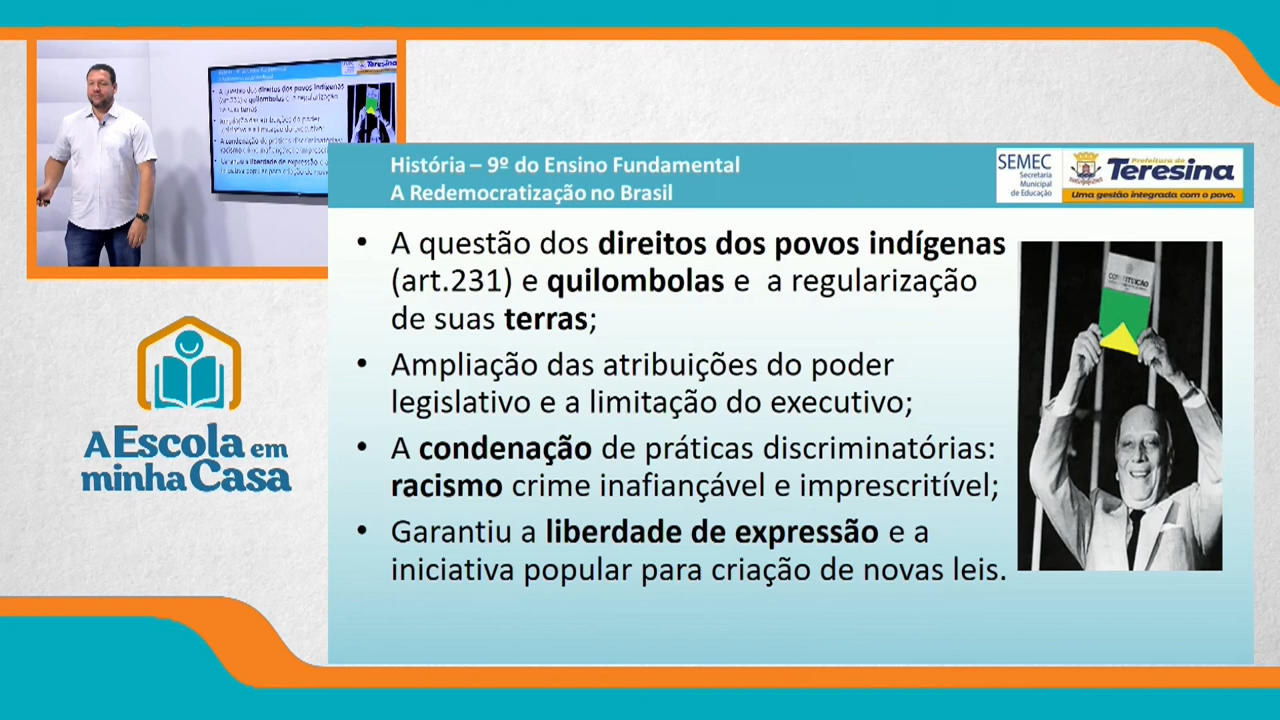 História – 9º do Ensino Fundamental
A Redemocratização no Brasil
SEMEC
Secretaria
Municipal
de Educação
Prefeitura de
Teresina
Uma gestão integrada com o povo.
• A questão dos direitos dos povos indígenas
(art.231) e quilombolas e a regularização
de suas terras;
• Ampliação das atribuições do poder
legislativo e a limitação do executivo;
• A condenação de práticas discriminatórias:
racismo crime inafiançável e imprescritível;
• Garantiu a liberdade de expressão e a
iniciativa popular para criação de novas leis.
CONSTITUIÇÃO
A Escola em
minha Casa